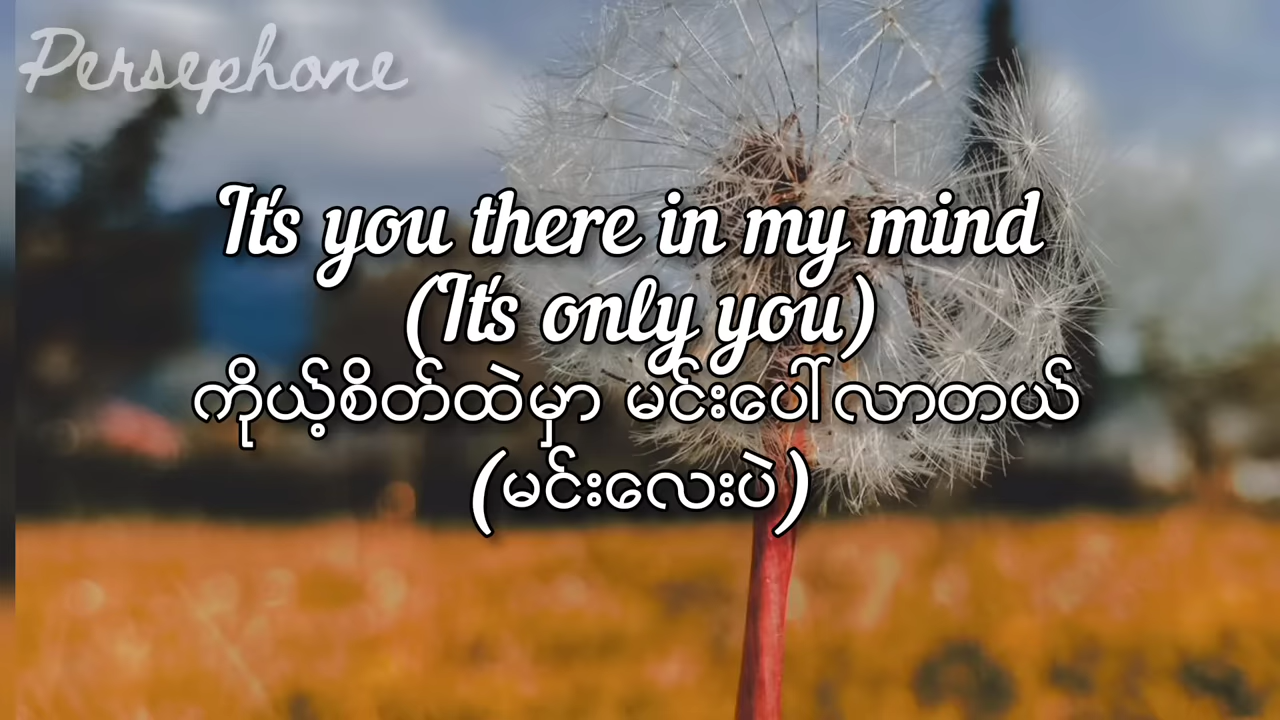 Persephone
It's you there in my mind
(It's only you)
ကိုယ့်စိတ်ထဲမှာ မင်းပေါ်လာတယ်
(မင်းလေးပဲ)